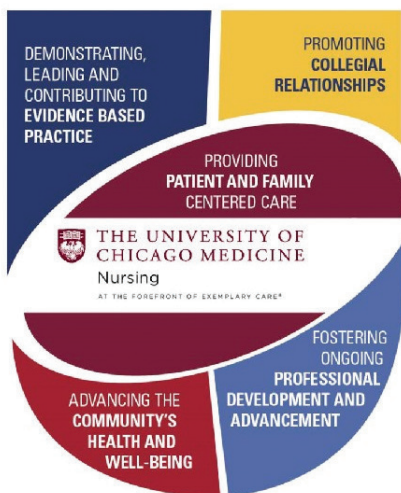 DEMONSTRATING,
LEADING AND
CONTRIBUTING TO
EVIDENCE BASED
PRACTICE
PROMOTING
COLLEGIAL
RELATIONSHIPS
PROVIDING
PATIENT AND FAMILY
CENTERED CARE
THE UNIVERSITY OF
CHICAGO MEDICINE
Nursing
AT THE FOREFRONT OF EXEMPLARY CARE®
ADVANCING THE
COMMUNITY'S
HEALTH AND
WELL-BEING
FOSTERING
ONGOING
PROFESSIONAL
DEVELOPMENT AND
ADVANCEMENT